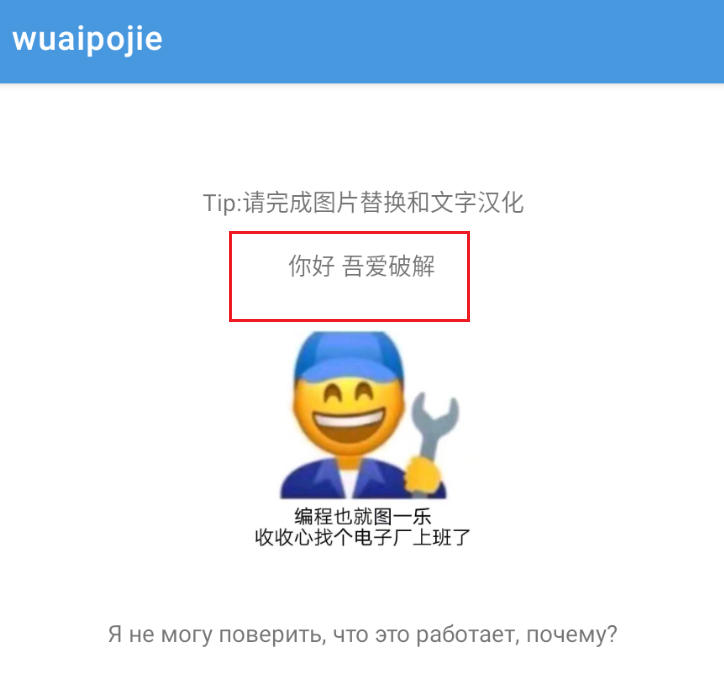 wuaipojie
Tip:请完成图片替换和文字汉化
你好 吾爱破解
编程也就图一乐
收收心找个电子厂上班了
Я не могу поверить, что это работает, почему?